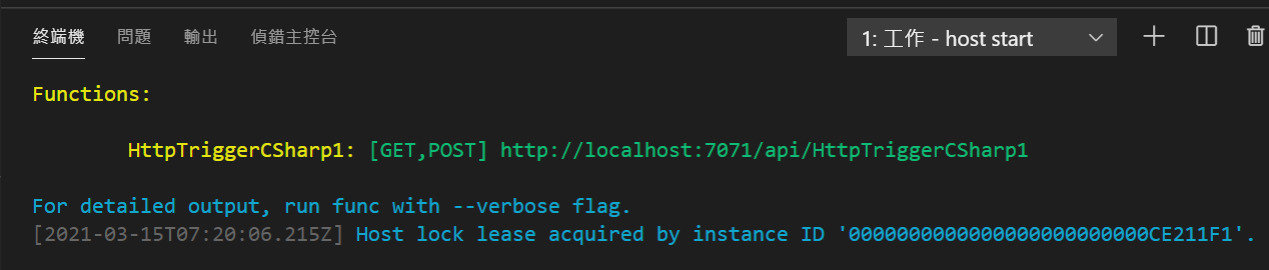 終端機 問題 輸出 偵錯主控台 1: 工作 - host start
Functions:
HttpTriggerCSharp1: [GET,POST] http://localhost:7071/api/HttpTriggerCSharp1
For detailed output, run func with --verbose flag.
[2021-03-15T07:20:06.215Z] Host lock lease acquired by instance ID '000000000000000000000000CE211F1'.